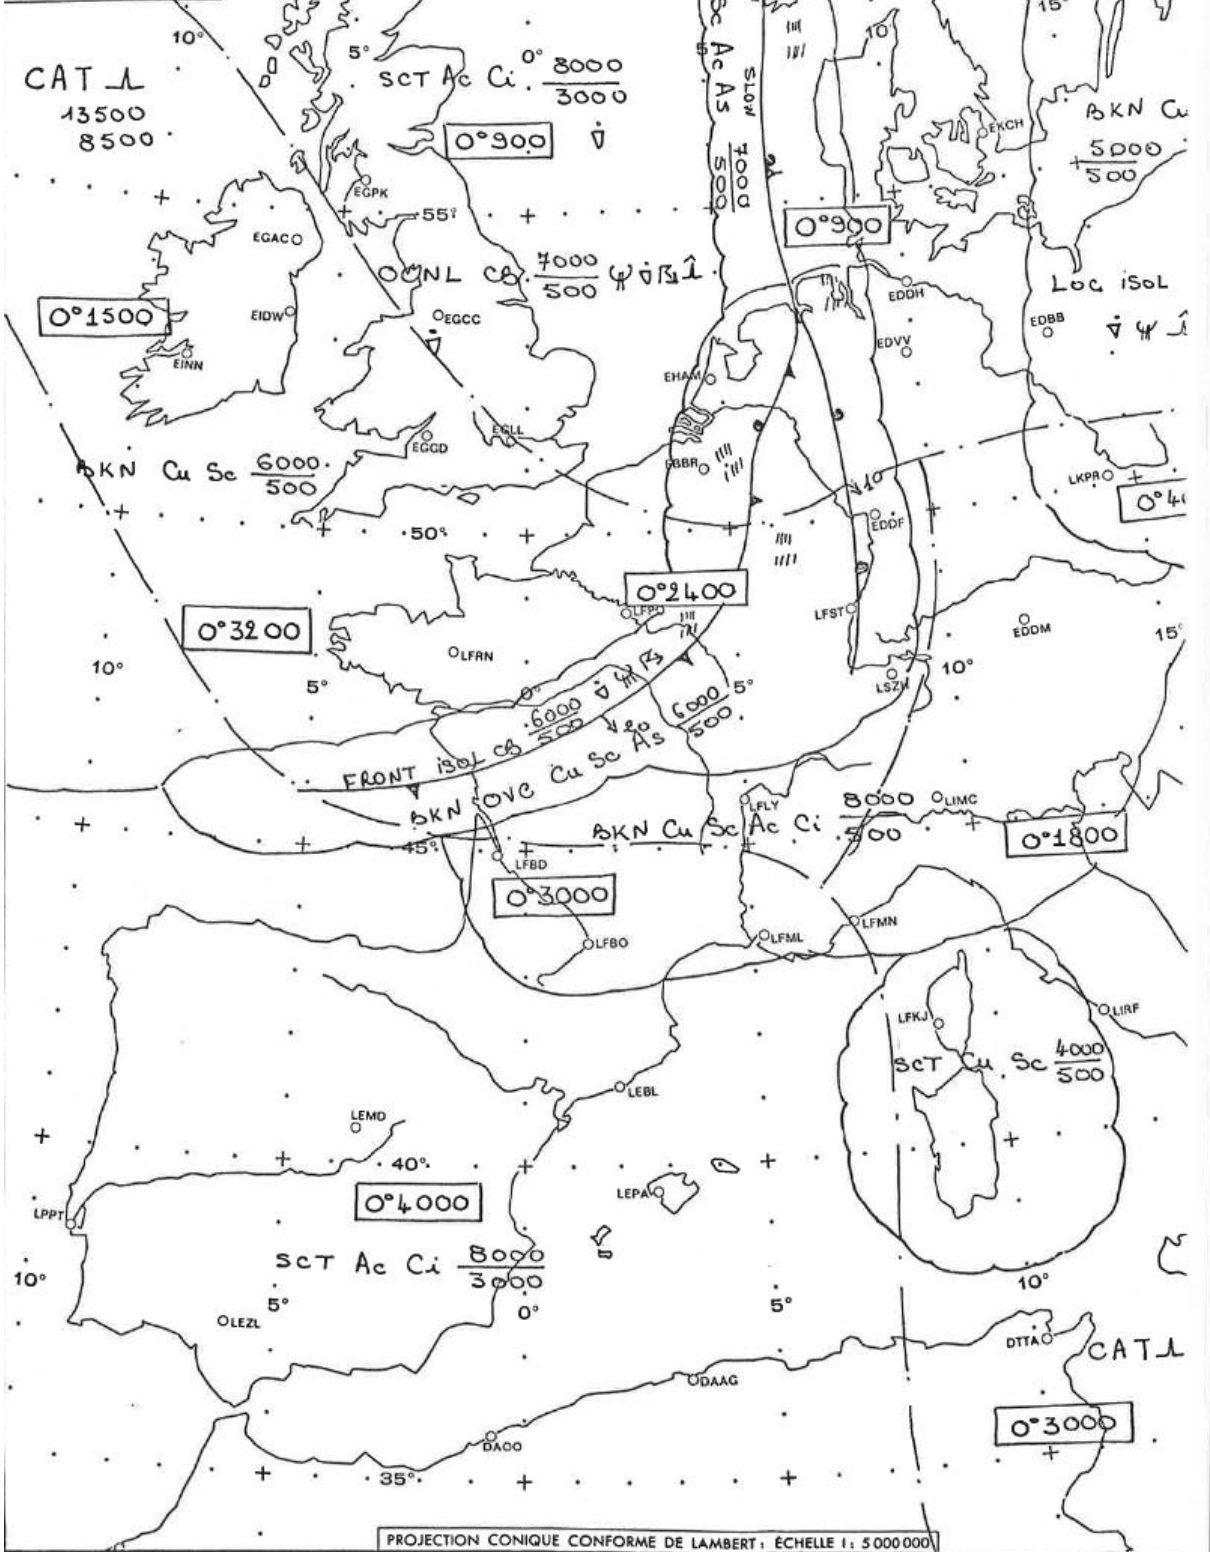 10°
5°
0°
5°
10°
15°
CAT
13500
8500
SCT Ac Ci 8000
3000
0°900
Sc Ac As
SLOW
7000
500
EKCH
BKN Cu
5000
500
EGPK
55°
EGAC
0°900
OCNL CB 7000
500
LOC ISOL
EDDH
EDBB
0°1500
EIDW
EGCC
EINN
EDVV
EHAM
EGLL
EGGD
EBBR
BKN Cu Sc 6000
500
LKPR
10
50°
EDDF
0°2400
LFPO
LFST
0°3200
LFRN
EDDM
15°
10°
5°
0°
5°
10°
LSZH
FRONT ISOL CB 6000
500
20
BKN OVC Cu Sc As 6000
500
LFLY
8000
500
LIMC
BKN Cu Sc Ac Ci
0°1800
45°
LFBD
0°3000
LFBO
LFML
LFMN
LFKJ
LIRF
SCT Cu Sc 4000
500
LEBL
LEMD
40°
LEPA
0°4000
LPPT
SCT Ac Ci 8000
3000
10°
5°
0°
5°
10°
LEZL
DTTA
CAT
DAAG
0°3000
DAOO
35°
PROJECTION CONIQUE CONFORME DE LAMBERT : ÉCHELLE 1 : 5 000 000